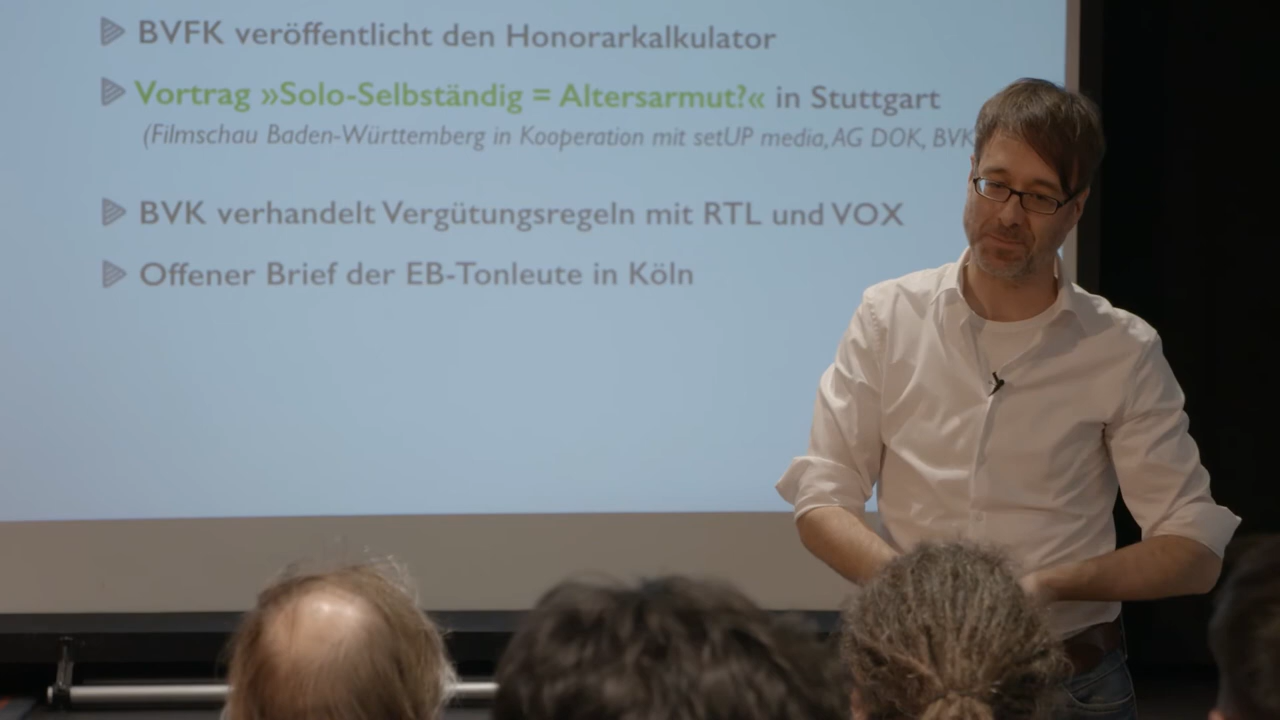 BVFK veröffentlicht den Honorarkalkulator
Vortrag »Solo-Selbständig = Altersarmut?« in Stuttgart
(Filmschau Baden-Württemberg in Kooperation mit setUP media, AG DOK, BVK
BVK verhandelt Vergütungsregeln mit RTL und VOX
Offener Brief der EB-Tonleute in Köln